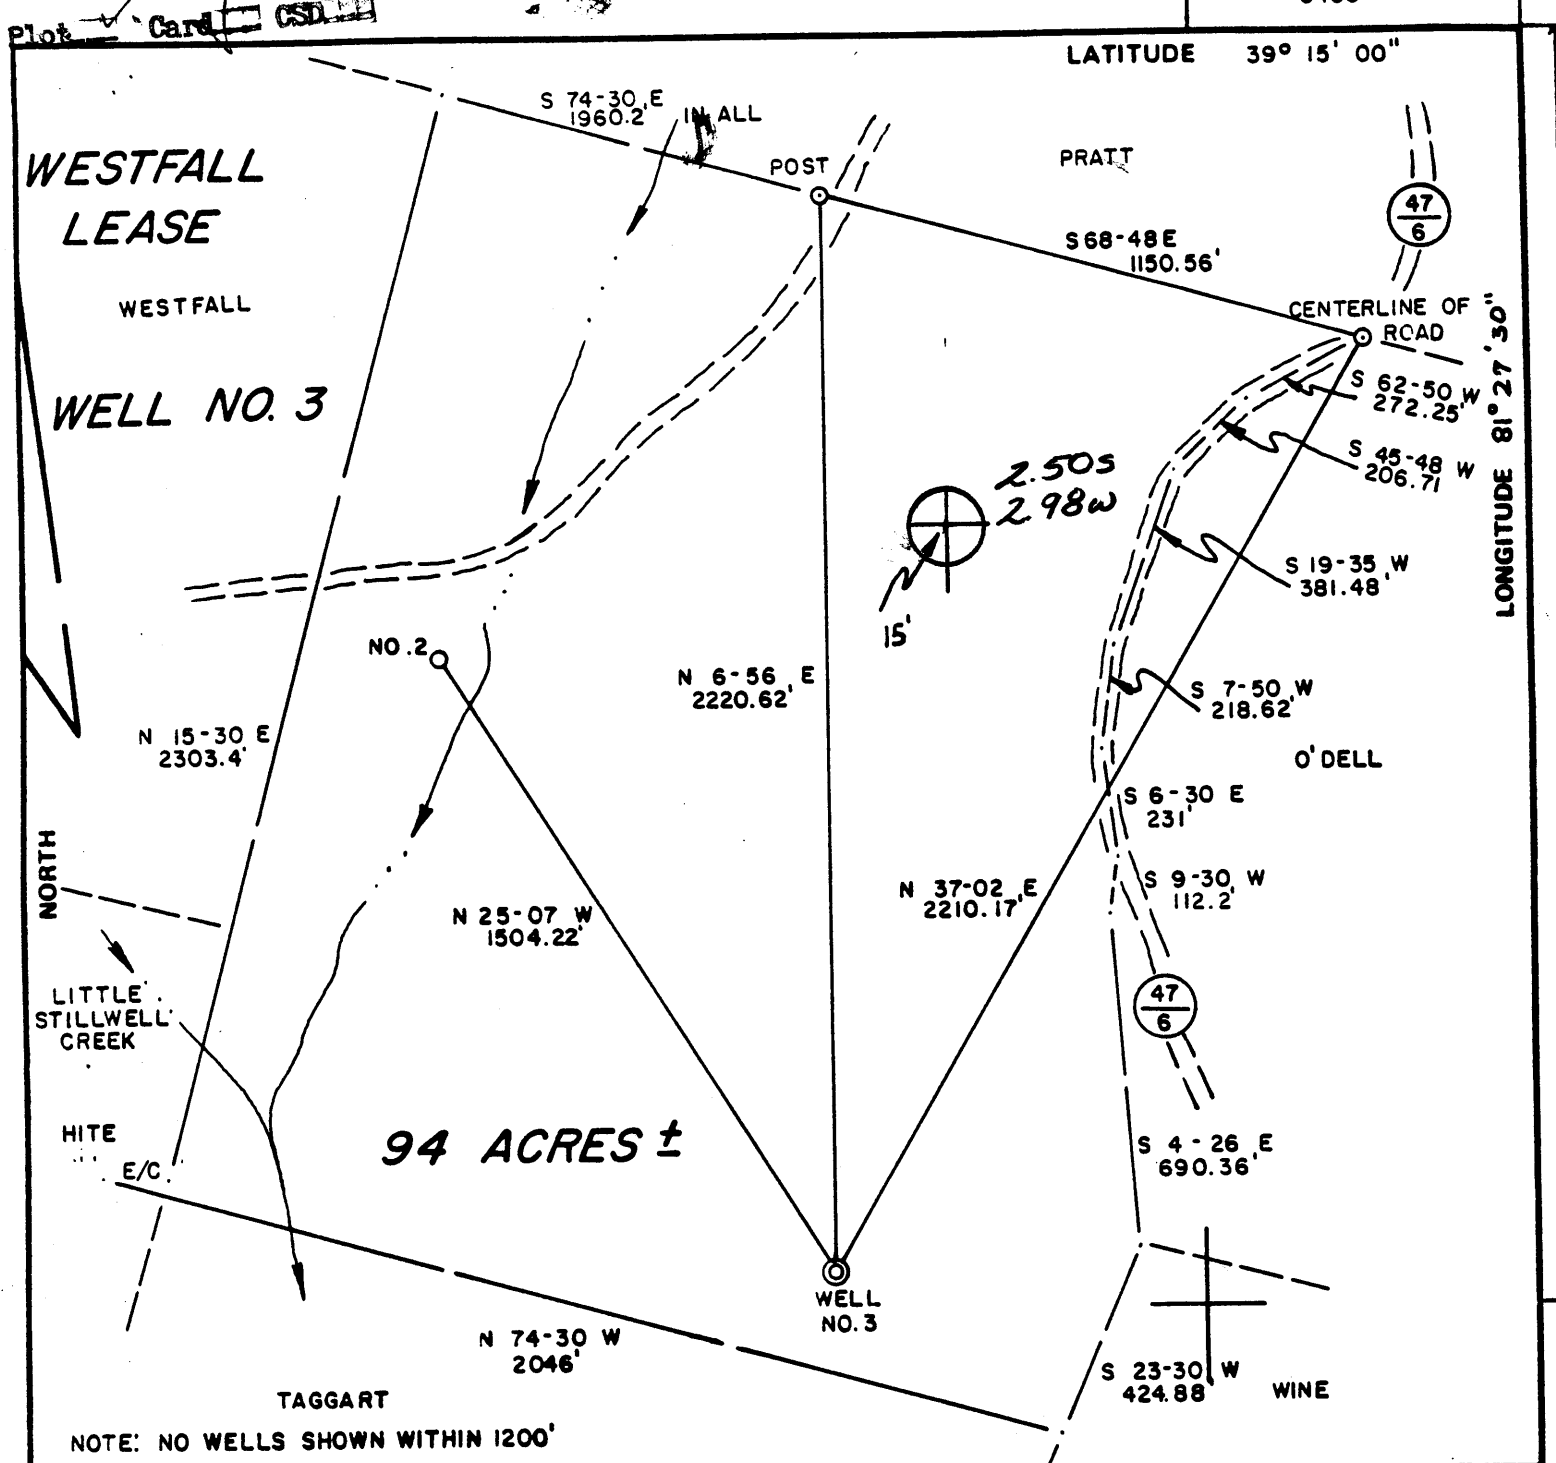 Plot Card CSD
LATITUDE 39° 15' 00"
S 74-30 E
1960.2' IN ALL
WESTFALL
LEASE
POST
PRATT
47
6
S 68-48 E
1150.56'
WESTFALL
CENTERLINE OF
ROAD
LONGITUDE 81° 27' 30"
WELL NO. 3
S 62-50 W
272.25'
S 45-48 W
206.71
2.50s
2.98w
S 19-35 W
381.48'
15'
NO. 2
N 6-56 E
2220.62'
S 7-50 W
218.62'
N 15-30 E
2303.4'
O'DELL
S 6-30 E
231'
NORTH
S 9-30 W
112.2'
N 37-02 E
2210.17'
N 25-07 W
1504.22'
LITTLE
STILLWELL
CREEK
47
6
HITE
94 ACRES ±
S 4-26 E
690.36'
E/C
WELL
NO. 3
N 74-30 W
2046'
S 23-30 W
424.88'
WINE
TAGGART
NOTE: NO WELLS SHOWN WITHIN 1200'